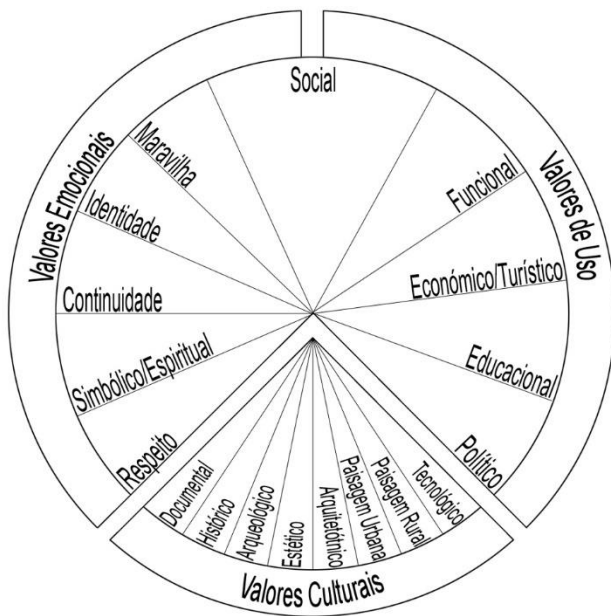 Social
Valores Emocionais
Maravilha
Identidade
Continuidade
Simbólico/Espiritual
Respeito
Valores de Uso
Funcional
Económico/Turístico
Educacional
Político
Documental
Histórico
Arqueológico
Estético
Arquitetótnico
Paisagem Urbana
Paisagem Rural
Tecnológico
Valores Culturais